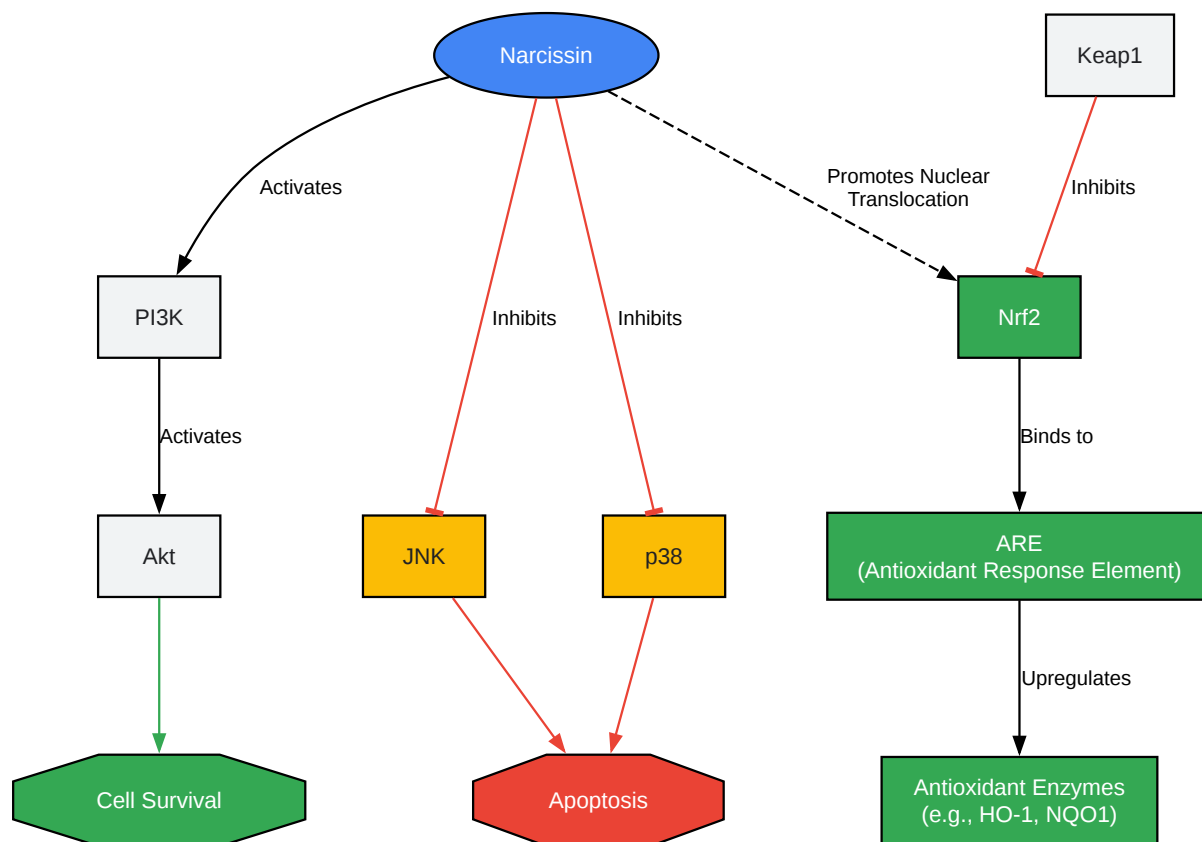 Narcissin
Keap1
Activates
Promotes Nuclear
Translocation
Inhibits
PI3K
Inhibits
Inhibits
Nrf2
Activates
Binds to
Akt
JNK
p38
ARE
(Antioxidant Response Element)
Upregulates
Cell Survival
Apoptosis
Antioxidant Enzymes
(e.g., HO-1, NQO1)